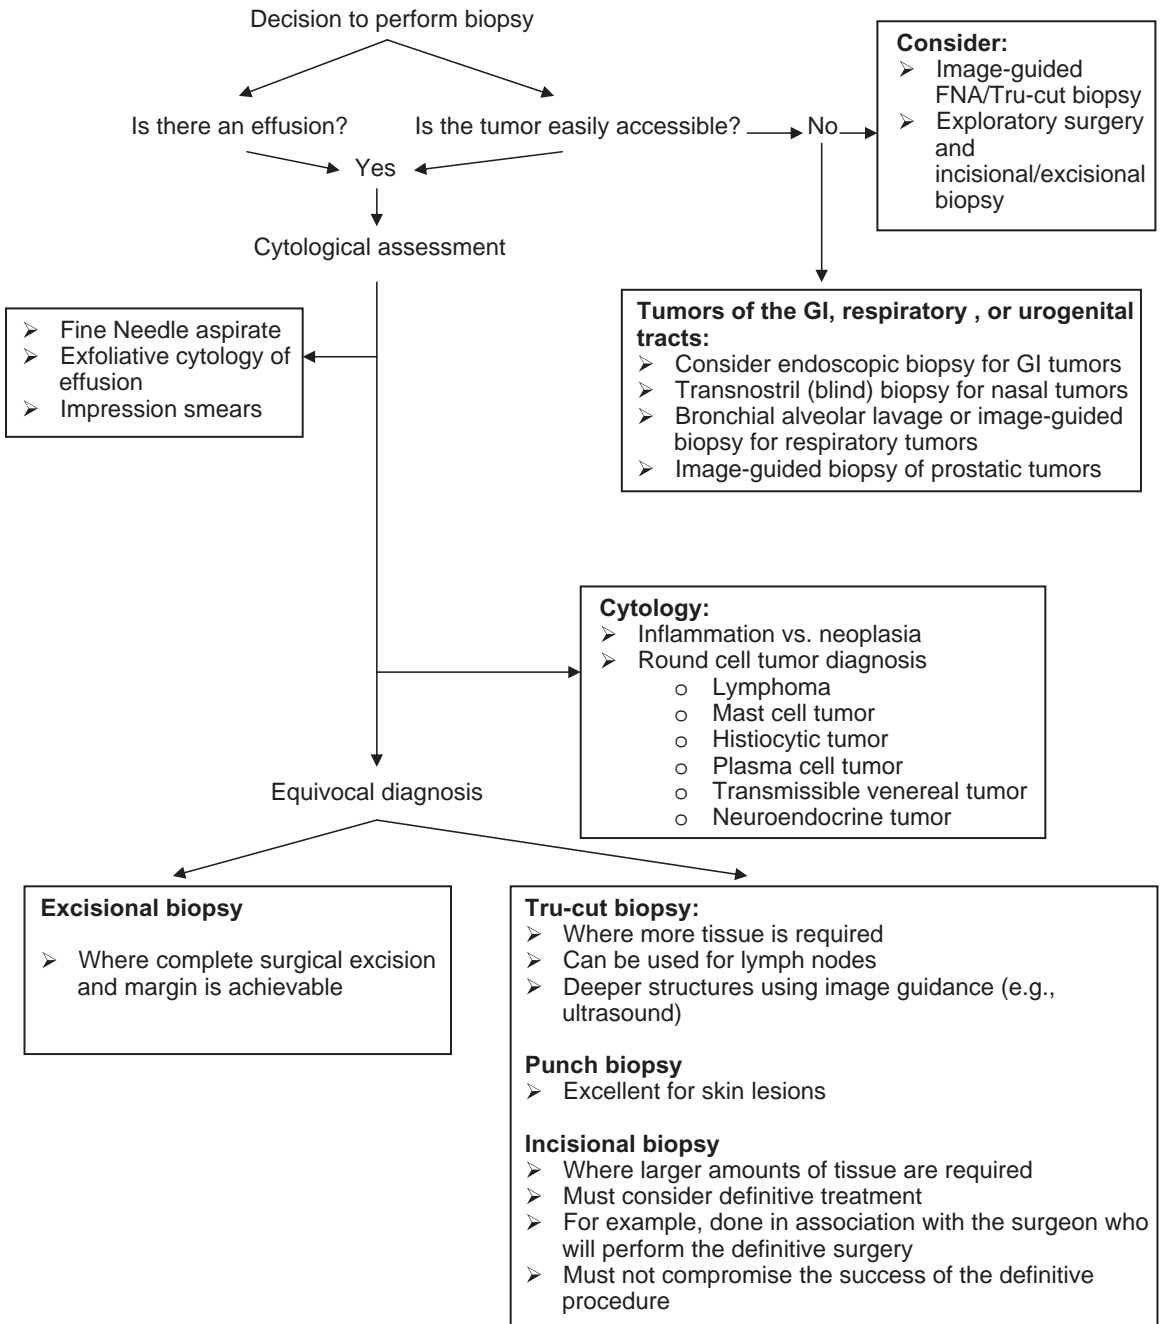 Decision to perform biopsy
Is there an effusion?
Is the tumor easily accessible?
No
Yes
Consider:
➢ Image-guided
FNA/Tru-cut biopsy
➢ Exploratory surgery
and
incisional/excisional
biopsy
Cytological assessment
➢ Fine Needle aspirate
➢ Exfoliative cytology of
effusion
➢ Impression smears
Tumors of the GI, respiratory , or urogenital
tracts:
➢ Consider endoscopic biopsy for GI tumors
➢ Transnostril (blind) biopsy for nasal tumors
➢ Bronchial alveolar lavage or image-guided
biopsy for respiratory tumors
➢ Image-guided biopsy of prostatic tumors
Cytology:
➢ Inflammation vs. neoplasia
➢ Round cell tumor diagnosis
o Lymphoma
o Mast cell tumor
o Histiocytic tumor
o Plasma cell tumor
o Transmissible venereal tumor
o Neuroendocrine tumor
Equivocal diagnosis
Excisional biopsy
➢ Where complete surgical excision
and margin is achievable
Tru-cut biopsy:
➢ Where more tissue is required
➢ Can be used for lymph nodes
➢ Deeper structures using image guidance (e.g.,
ultrasound)
Punch biopsy
➢ Excellent for skin lesions
Incisional biopsy
➢ Where larger amounts of tissue are required
➢ Must consider definitive treatment
➢ For example, done in association with the surgeon who
will perform the definitive surgery
➢ Must not compromise the success of the definitive
procedure